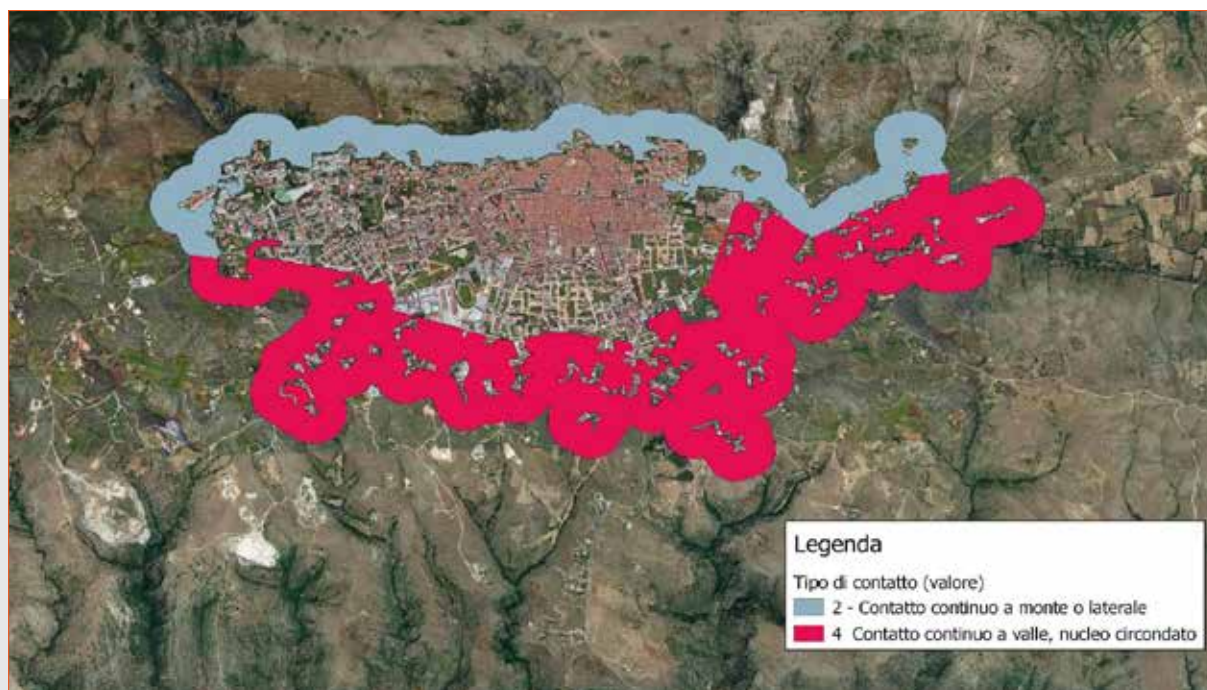 Legenda
Tipo di contatto (valore)
2 - Contatto continuo a monte o laterale
4 Contatto continuo a valle, nucleo circondato